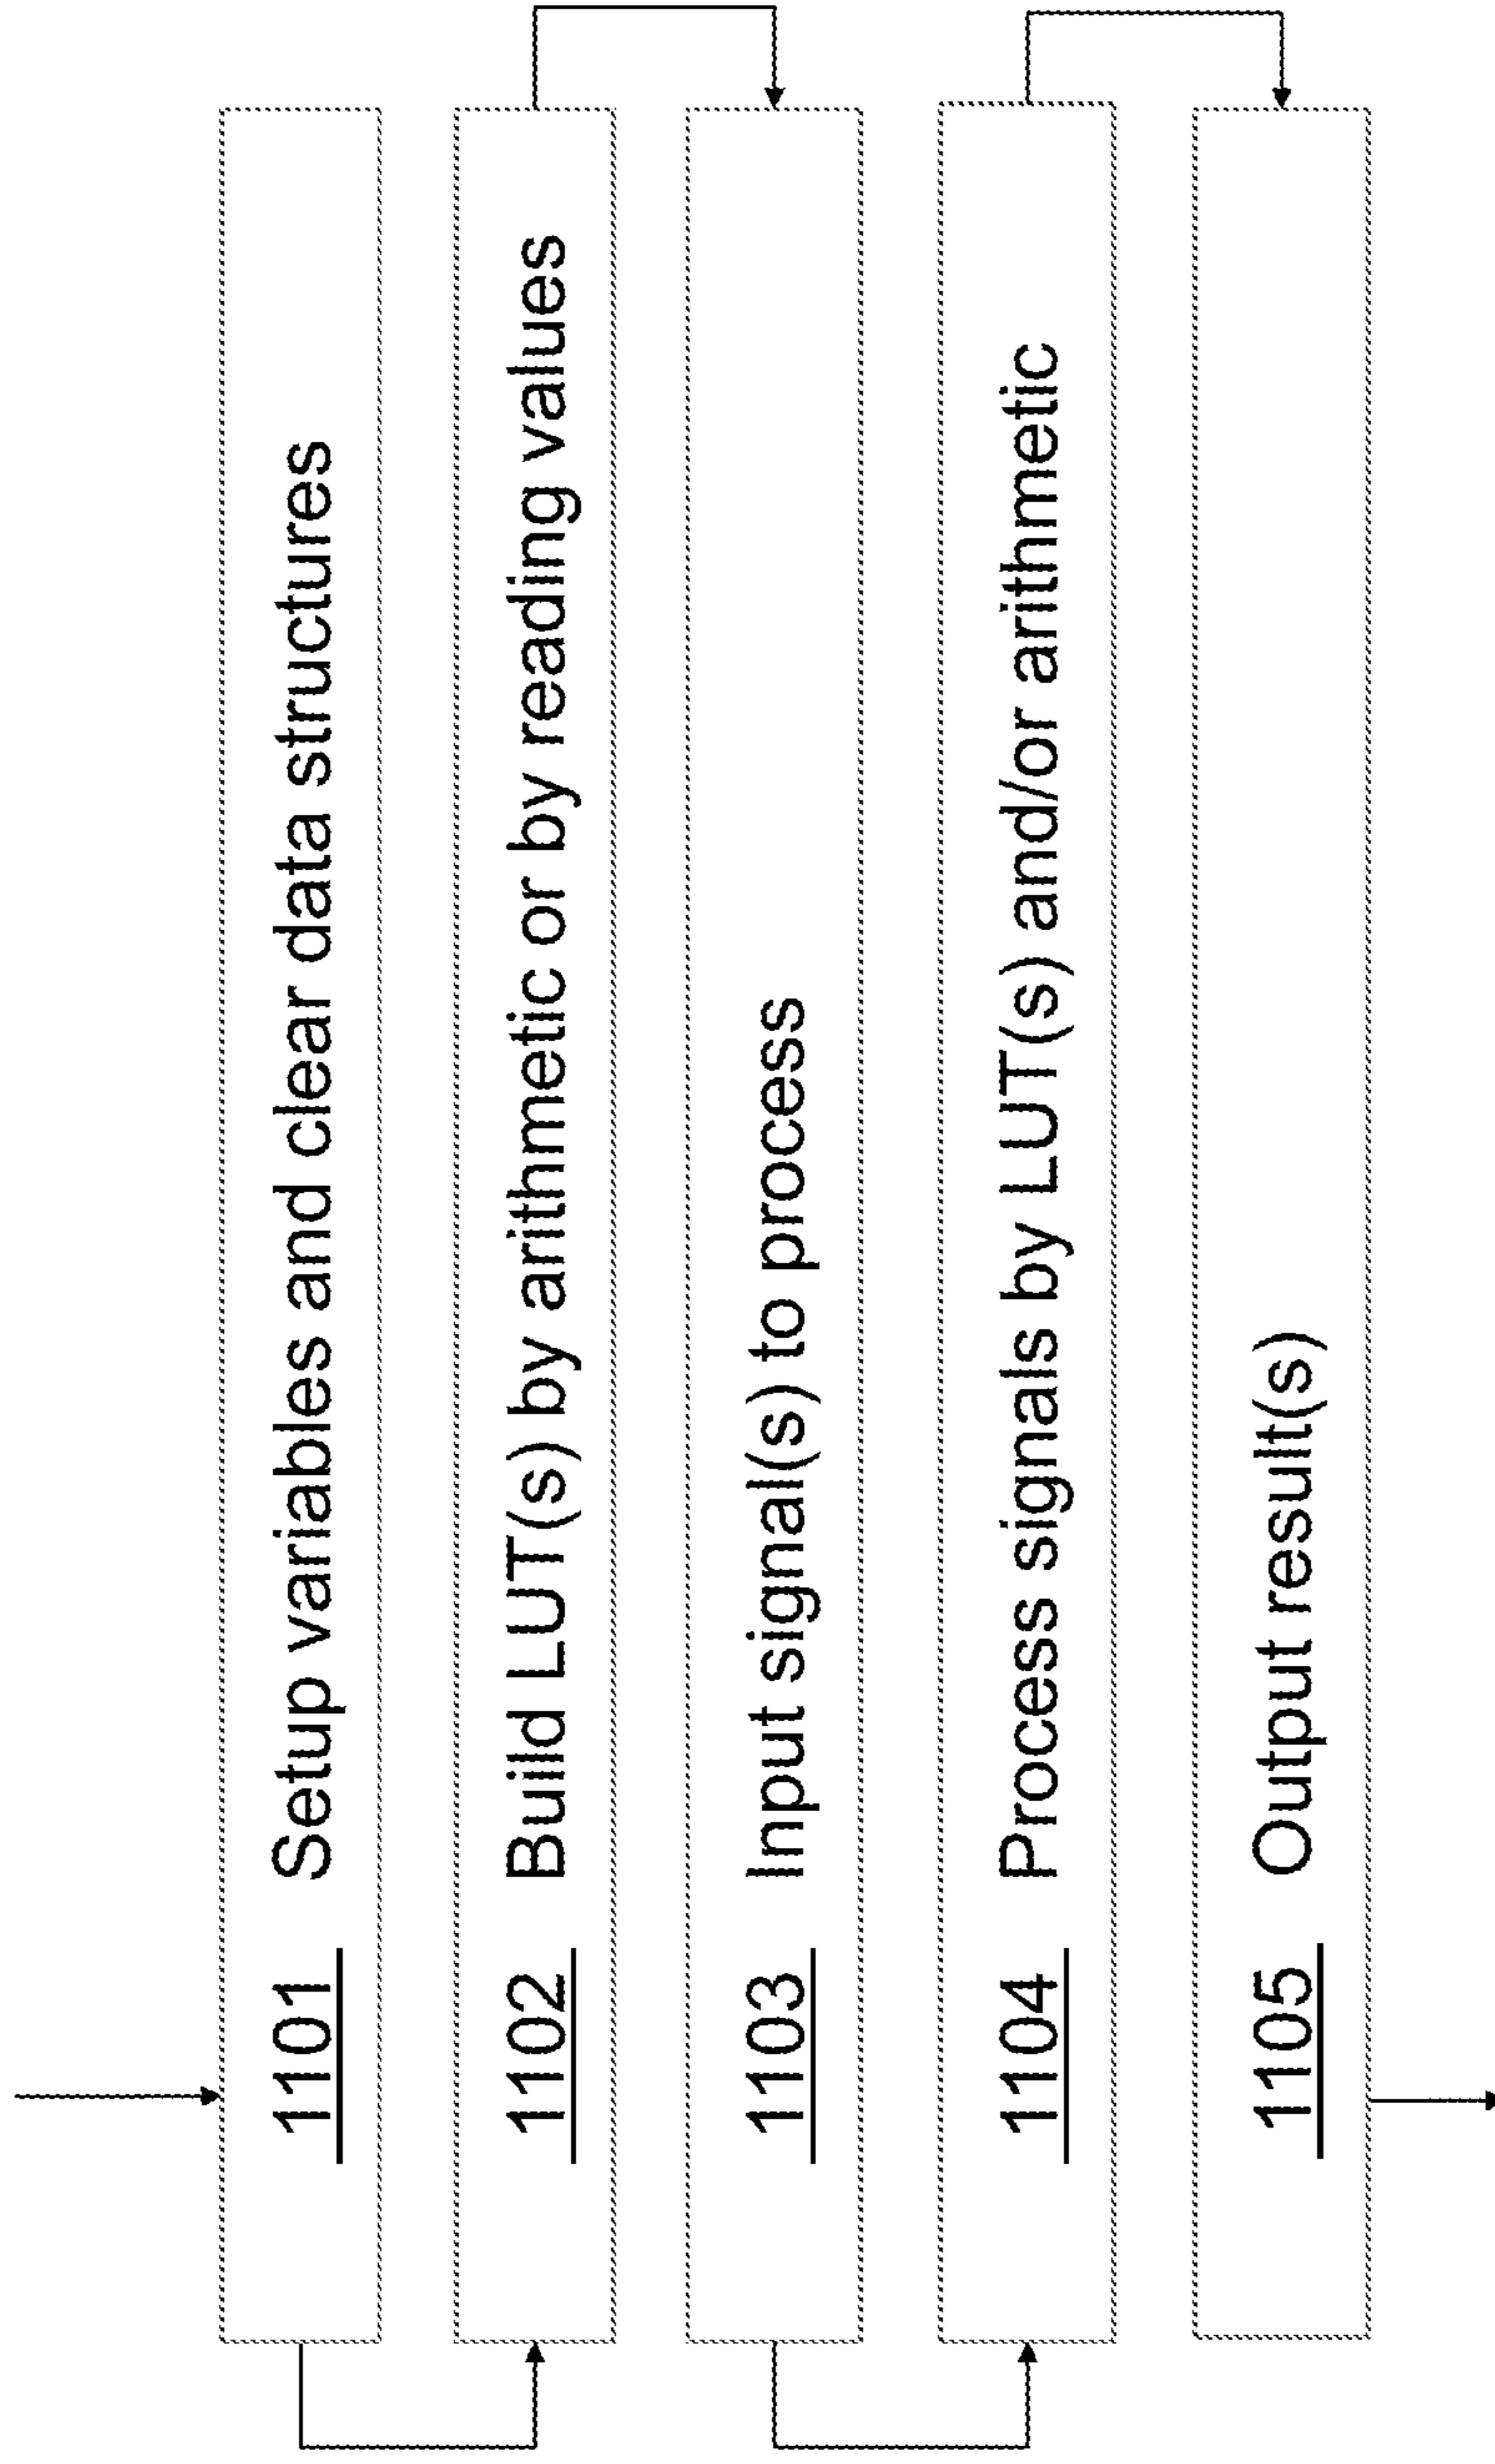 1101 Setup variables and clear data structures
1102 Build LUT(s) by arithmetic or by reading values
1103 Input signal(s) to process
1104 Process signals by LUT(s) and/or arithmetic
1105 Output result(s)